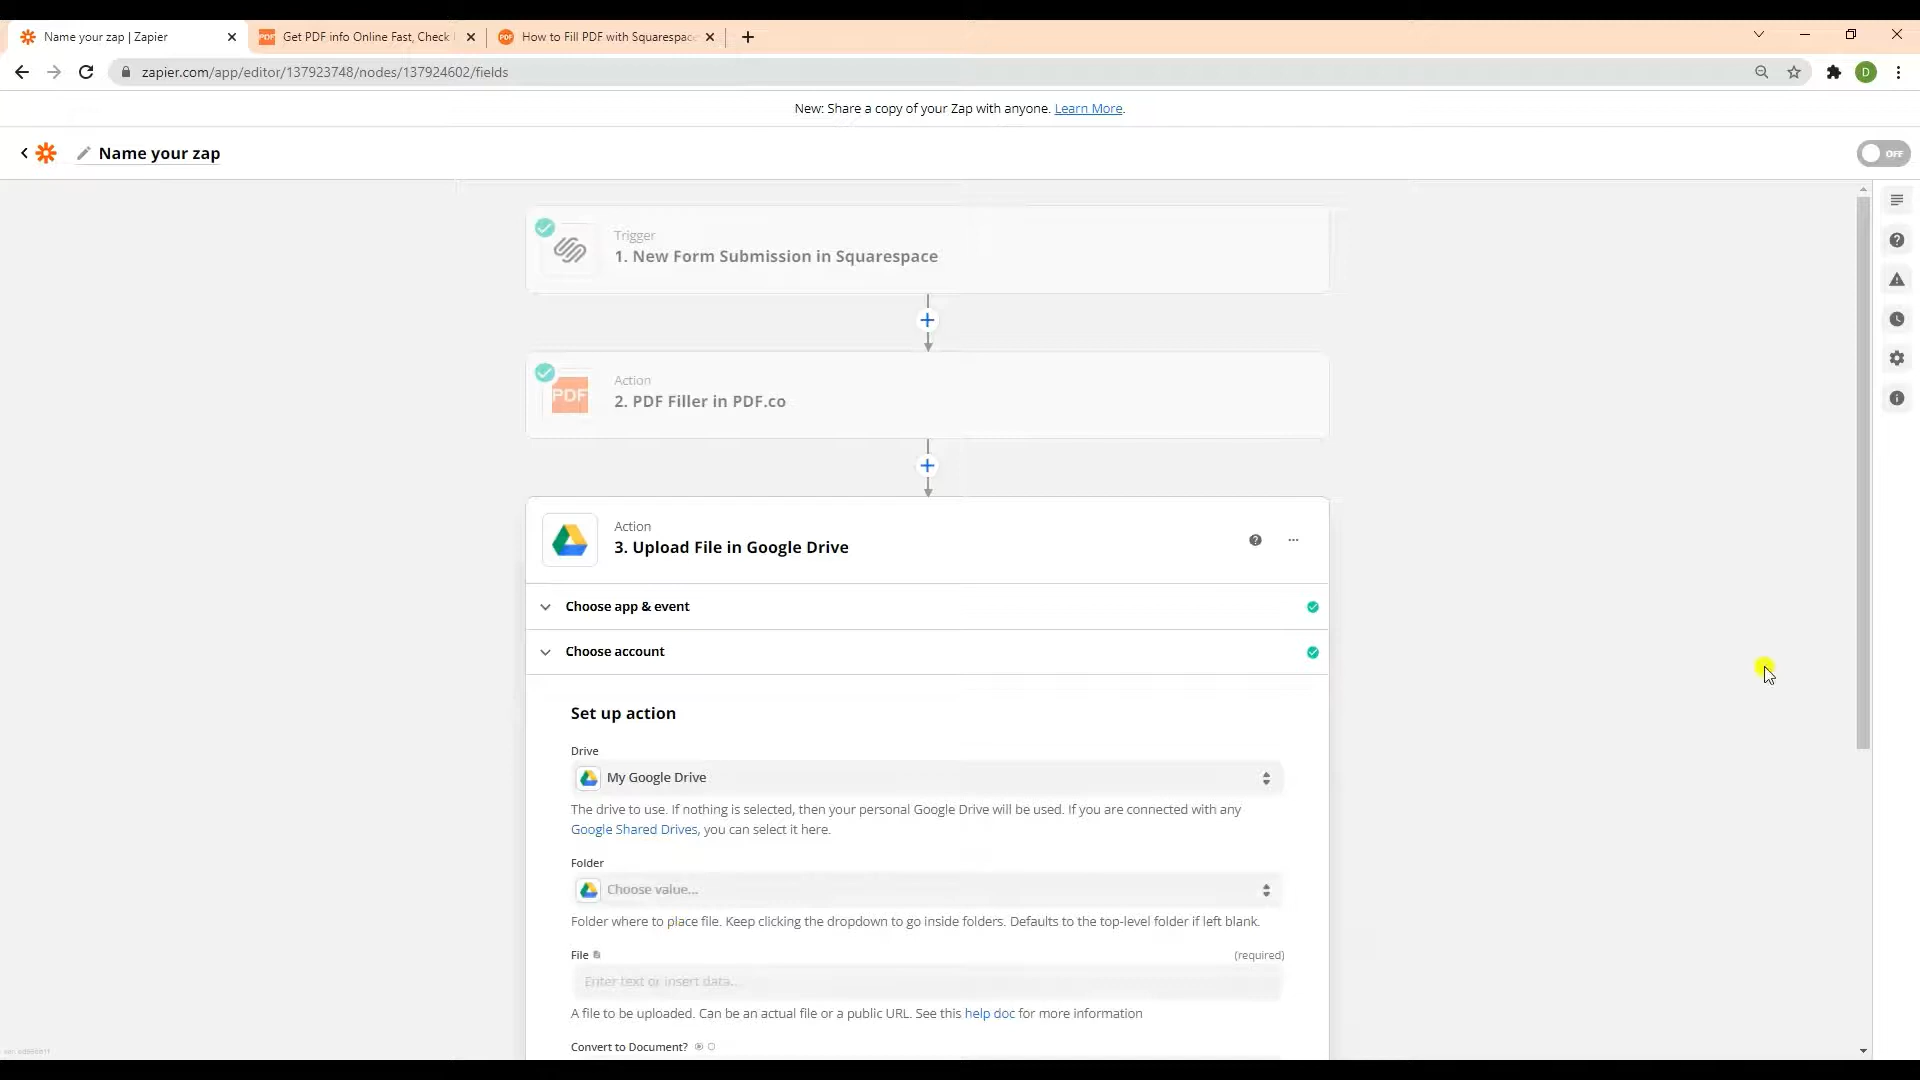 Name your zap | Zapier
PDF
Get PDF info Online Fast, Check
PDF
How to Fill PDF with Squarespace
zapier.com/app/editor/137923748/nodes/137924602/fields
D
New: Share a copy of your Zap with anyone. Learn More.
Name your zap
OFF
Trigger
1. New Form Submission in Squarespace
PDF
Action
2. PDF Filler in PDF.co
Action
3. Upload File in Google Drive
Choose app & event
Choose account
Set up action
Drive
My Google Drive
The drive to use. If nothing is selected, then your personal Google Drive will be used. If you are connected with any
Google Shared Drives, you can select it here.
Folder
Choose value...
Folder where to place file. Keep clicking the dropdown to go inside folders. Defaults to the top-level folder if left blank.
File
(required)
Enter text or insert data...
A file to be uploaded. Can be an actual file or a public URL. See this help doc for more information
Convert to Document?